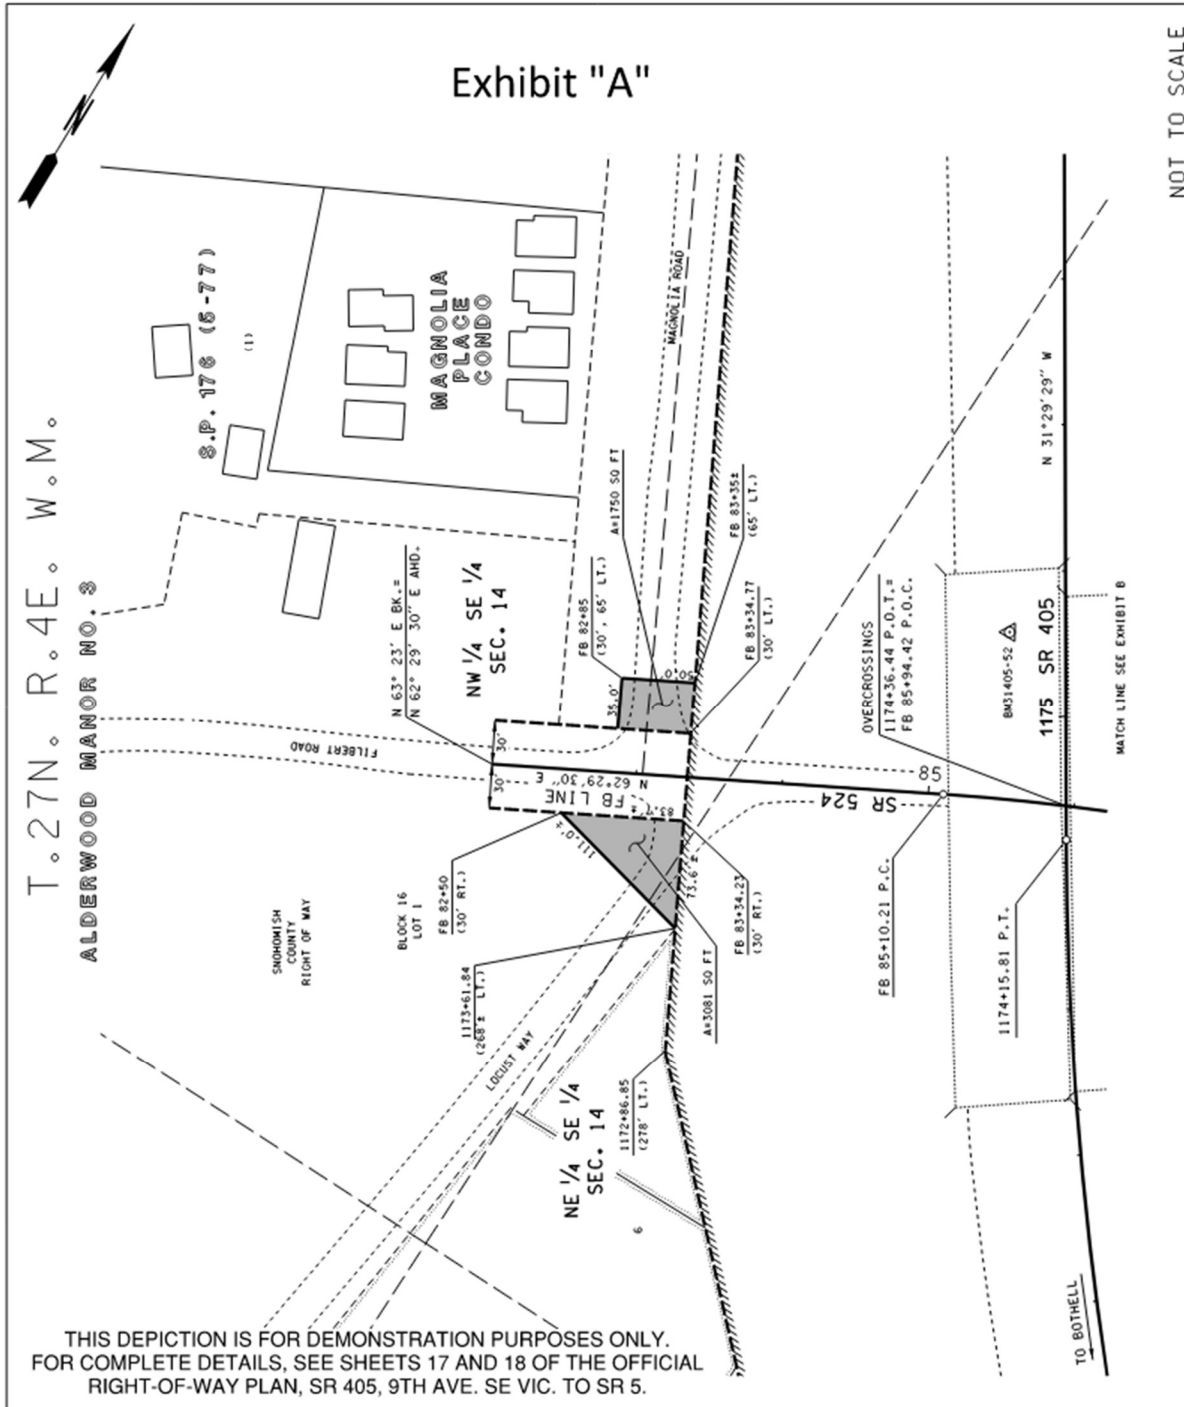 Exhibit "A"
NOT TO SCALE
N
T.27N. R.4E. W.M.
ALDERWOOD MANOR NO. 3
S.P. 176 (5-77)
(1)
MAGNOLIA
PLACE
CONDO
MAGNOLIA ROAD
N 63° 23' E BK.=
N 62° 29' 30" E AHD.
NW 1/4 SE 1/4
SEC. 14
FB 82+85
(30', 65' LT.)
A=1750 SQ FT
FB 83+35±
(65' LT.)
FB 83+34.77
(30' LT.)
35.0'
50.0'
FILBERT ROAD
30'
30'
N 62°29'30" E
FB LINE
83.7'±
111.0'±
73.6'±
SNOHOMISH
COUNTY
RIGHT OF WAY
BLOCK 16
LOT 1
FB 82+50
(30' RT.)
1173+61.84
(268'± LT.)
A=3081 SQ FT
FB 83+34.23
(30' RT.)
LOCUST WAY
NE 1/4 SE 1/4
SEC. 14
1172+86.85
(278' LT.)
6
85
SR 524
FB 85+10.21 P.C.
1174+15.81 P.T.
OVERCROSSINGS
1174+36.44 P.O.T.=
FB 85+94.42 P.O.C.
BM31405-52
1175 SR 405
N 31°29'29" W
MATCH LINE SEE EXHIBIT B
TO BOTHELL
THIS DEPICTION IS FOR DEMONSTRATION PURPOSES ONLY.
FOR COMPLETE DETAILS, SEE SHEETS 17 AND 18 OF THE OFFICIAL
RIGHT-OF-WAY PLAN, SR 405, 9TH AVE. SE VIC. TO SR 5.